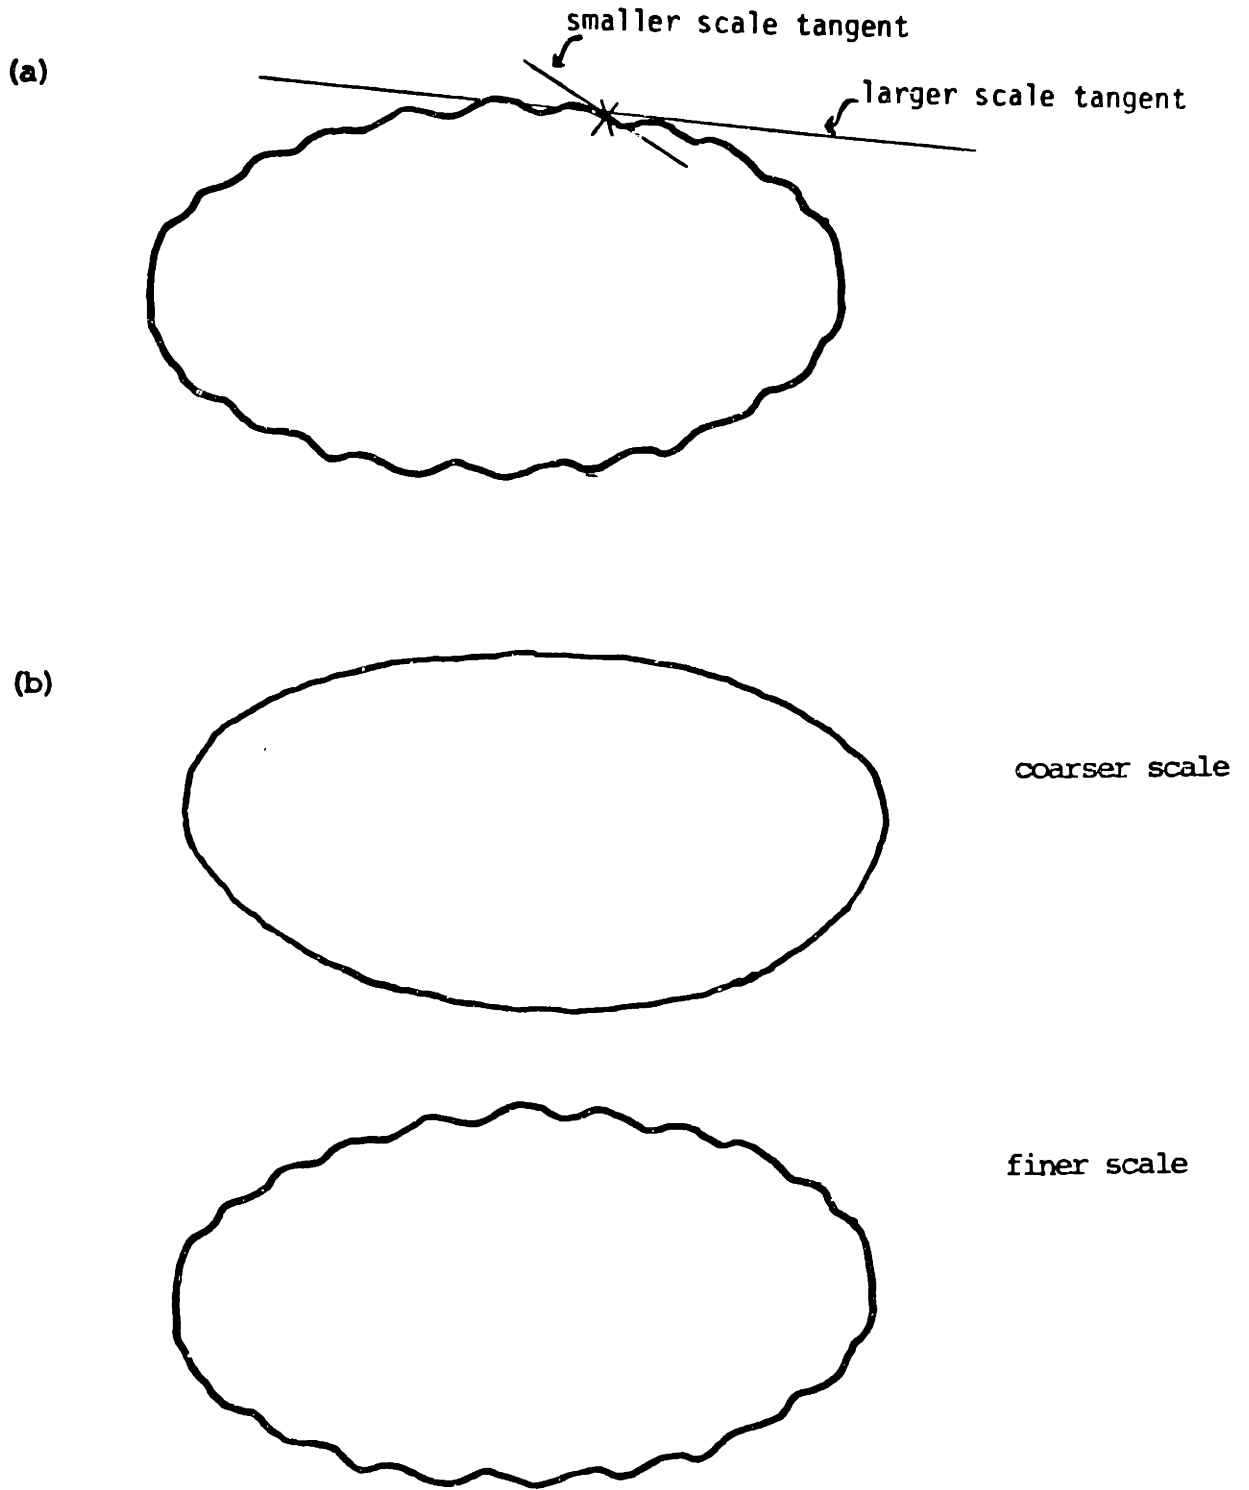 smaller scale tangent
(a)
larger scale tangent
(b)
coarser scale
finer scale